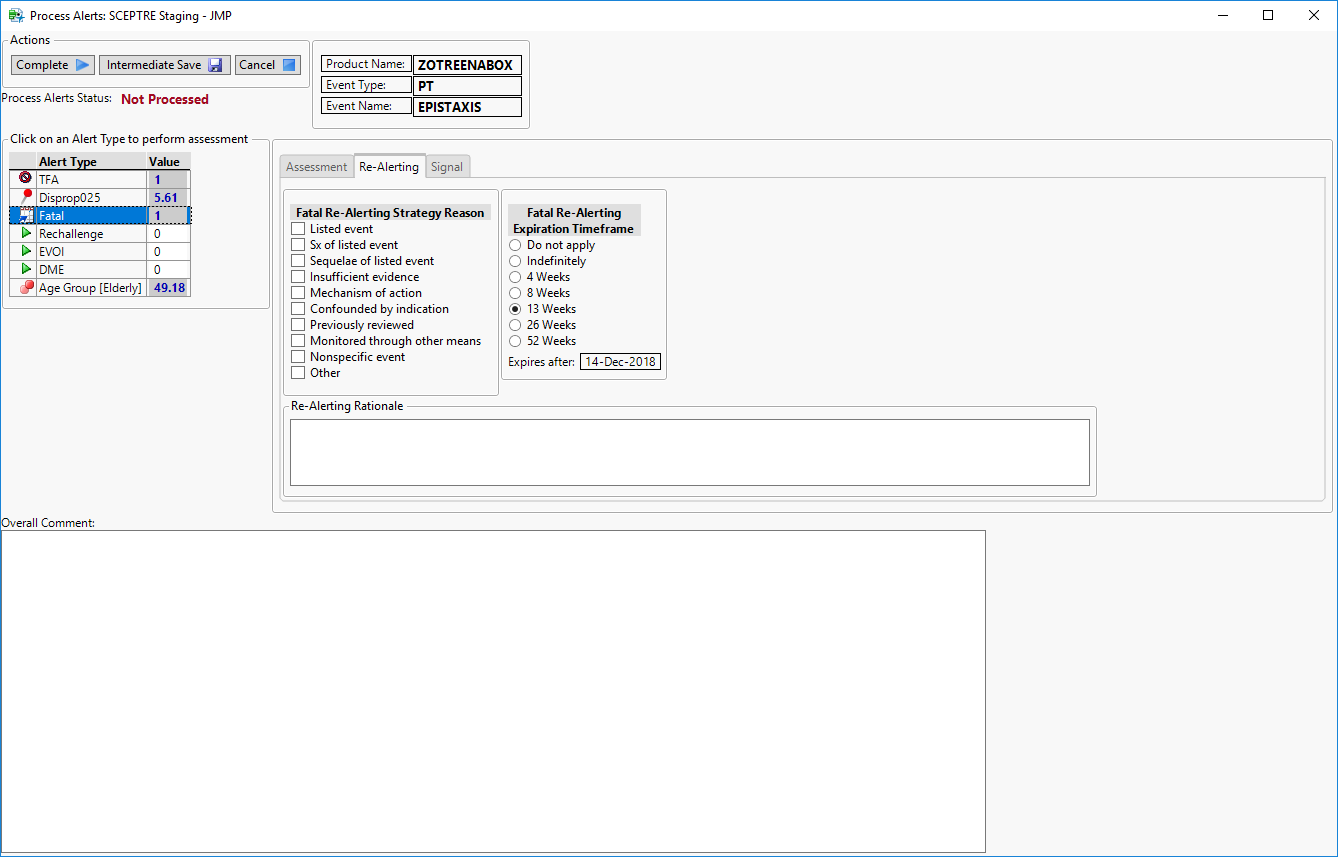 Process Alerts: SCEPTRE Staging - JMP
Actions
Complete Intermediate Save Cancel
Process Alerts Status: Not Processed
Product Name: ZOTREENABOX
Event Type: PT
Event Name: EPISTAXIS
Click on an Alert Type to perform assessment
Alert Type Value
TFA 1
Disprop025 5.61
Fatal 1
Rechallenge 0
EVOI 0
DME 0
Age Group [Elderly] 49.18
Assessment Re-Alerting Signal
Fatal Re-Alerting Strategy Reason
Listed event
Sx of listed event
Sequelae of listed event
Insufficient evidence
Mechanism of action
Confounded by indication
Previously reviewed
Monitored through other means
Nonspecific event
Other
Fatal Re-Alerting
Expiration Timeframe
Do not apply
Indefinitely
4 Weeks
8 Weeks
13 Weeks
26 Weeks
52 Weeks
Expires after: 14-Dec-2018
Re-Alerting Rationale
Overall Comment: